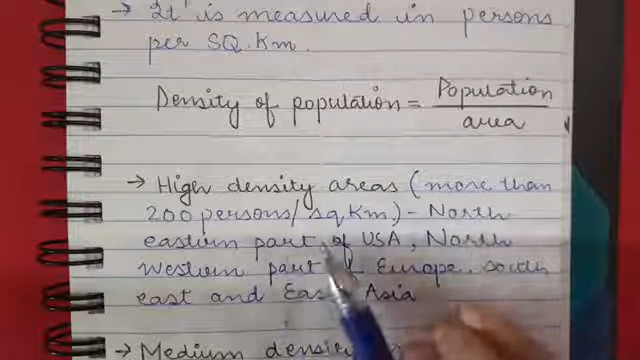 → It is measured in persons
per SQ.Km.
Density of population = Population
area
→ High density areas (more than
200 persons/sq Km.) - North
eastern part of USA, North
Western part Europe, south
east and East Asia
→ Medium density